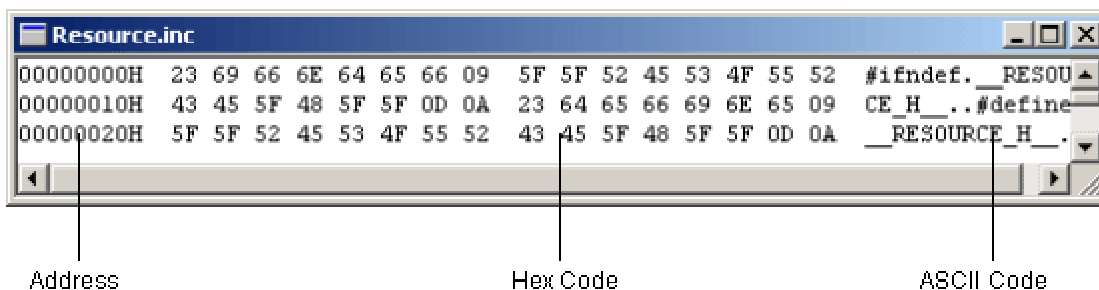 Resource.inc
00000000H 23 69 66 6E 64 65 66 09 5F 5F 52 45 53 4F 55 52 #ifndef.__RESOU
00000010H 43 45 5F 48 5F 5F 0D 0A 23 64 65 66 69 6E 65 09 CE_H__..#define
00000020H 5F 5F 52 45 53 4F 55 52 43 45 5F 48 5F 5F 0D 0A __RESOURCE_H__.
Address Hex Code ASCII Code